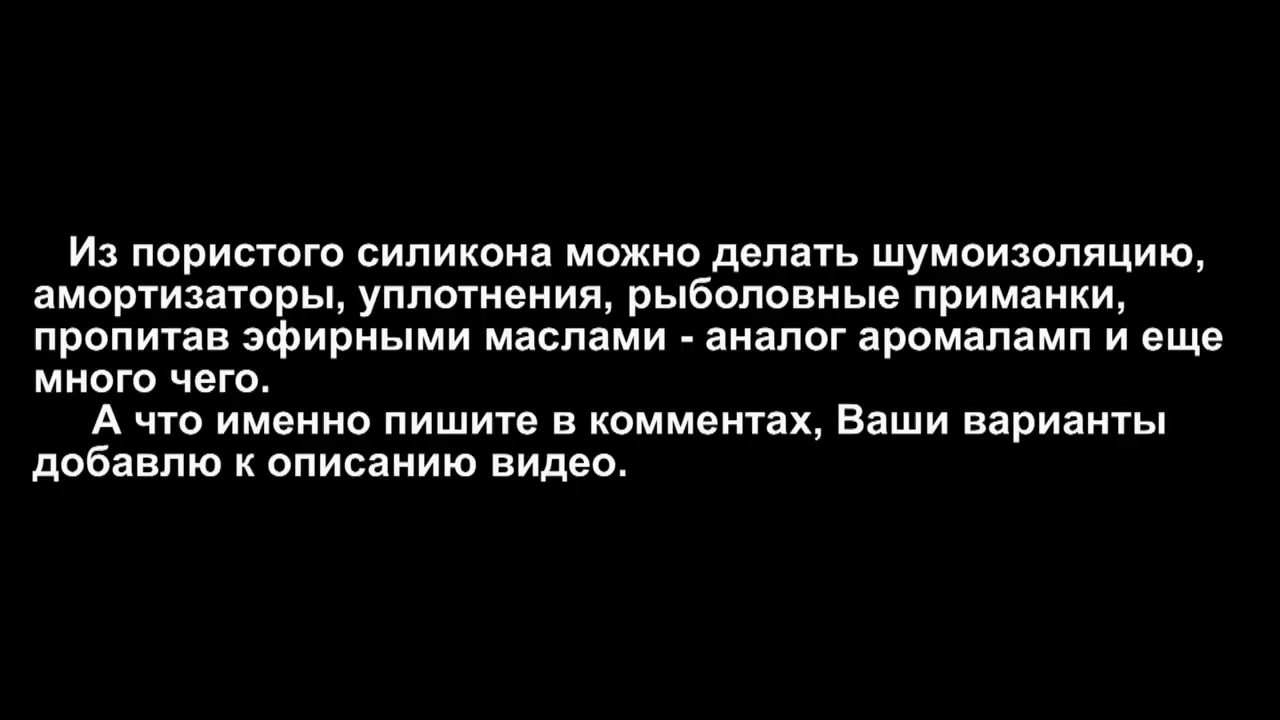 Из пористого силикона можно делать шумоизоляцию,
амортизаторы, уплотнения, рыболовные приманки,
пропитав эфирными маслами - аналог аромаламп и еще
много чего.
А что именно пишите в комментах, Ваши варианты
добавлю к описанию видео.